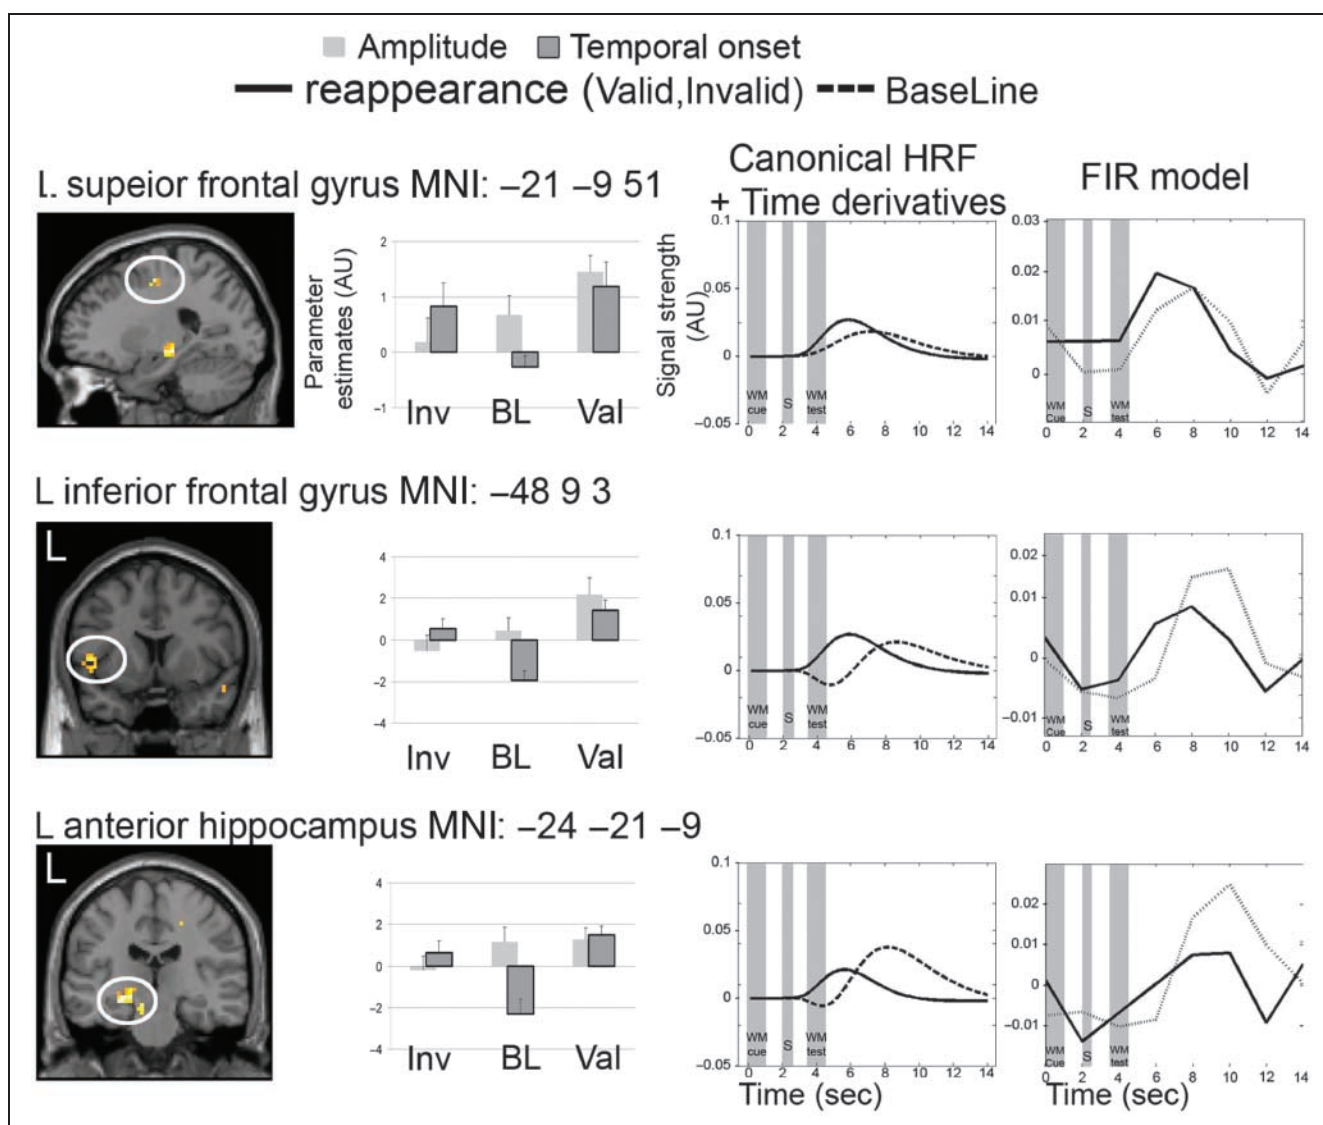 Amplitude Temporal onset
reappearance (Valid,Invalid) BaseLine
Canonical HRF
+ Time derivatives
FIR model
L supeior frontal gyrus MNI: –21 –9 51
Parameter
estimates (AU)
2
1
0
–1
Inv BL Val
Signal strength
(AU)
0.1
0.05
0
–0.05
WM
cue
S
WM
test
0 2 4 6 8 10 12 14
0.03
0.02
0.01
0
WM
Cue
S
WM
test
0 2 4 6 8 10 12 14
L inferior frontal gyrus MNI: –48 9 3
L
4
2
0
–2
–4
Inv BL Val
0.1
0.05
0
–0.05
WM
cue
S
WM
test
0 2 4 6 8 10 12 14
0.02
0.01
0
–0.01
WM
Cue
S
WM
test
0 2 4 6 8 10 12 14
L anterior hippocampus MNI: –24 –21 –9
L
4
2
0
–2
–4
Inv BL Val
0.1
0.05
0
–0.05
WM
cue
S
WM
test
0 2 4 6 8 10 12 14
Time (sec)
0.02
0.01
0
–0.01
WM
Cue
S
WM
test
0 2 4 6 8 10 12 14
Time (sec)